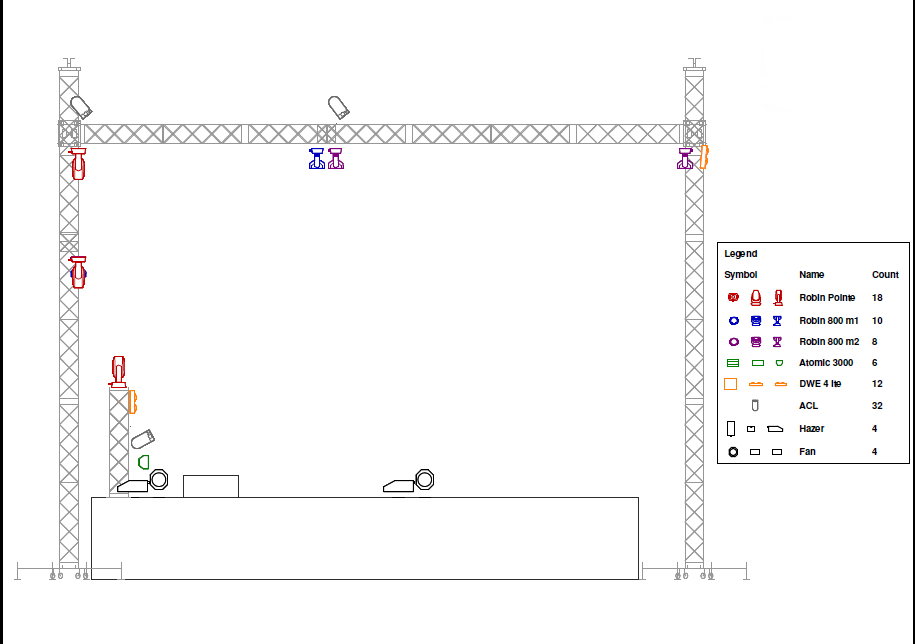 Legend
Symbol Name Count
Robin Pointe 18
Robin 800 m1 10
Robin 800 m2 8
Atomic 3000 6
DWE 4 lite 12
ACL 32
Hazer 4
Fan 4